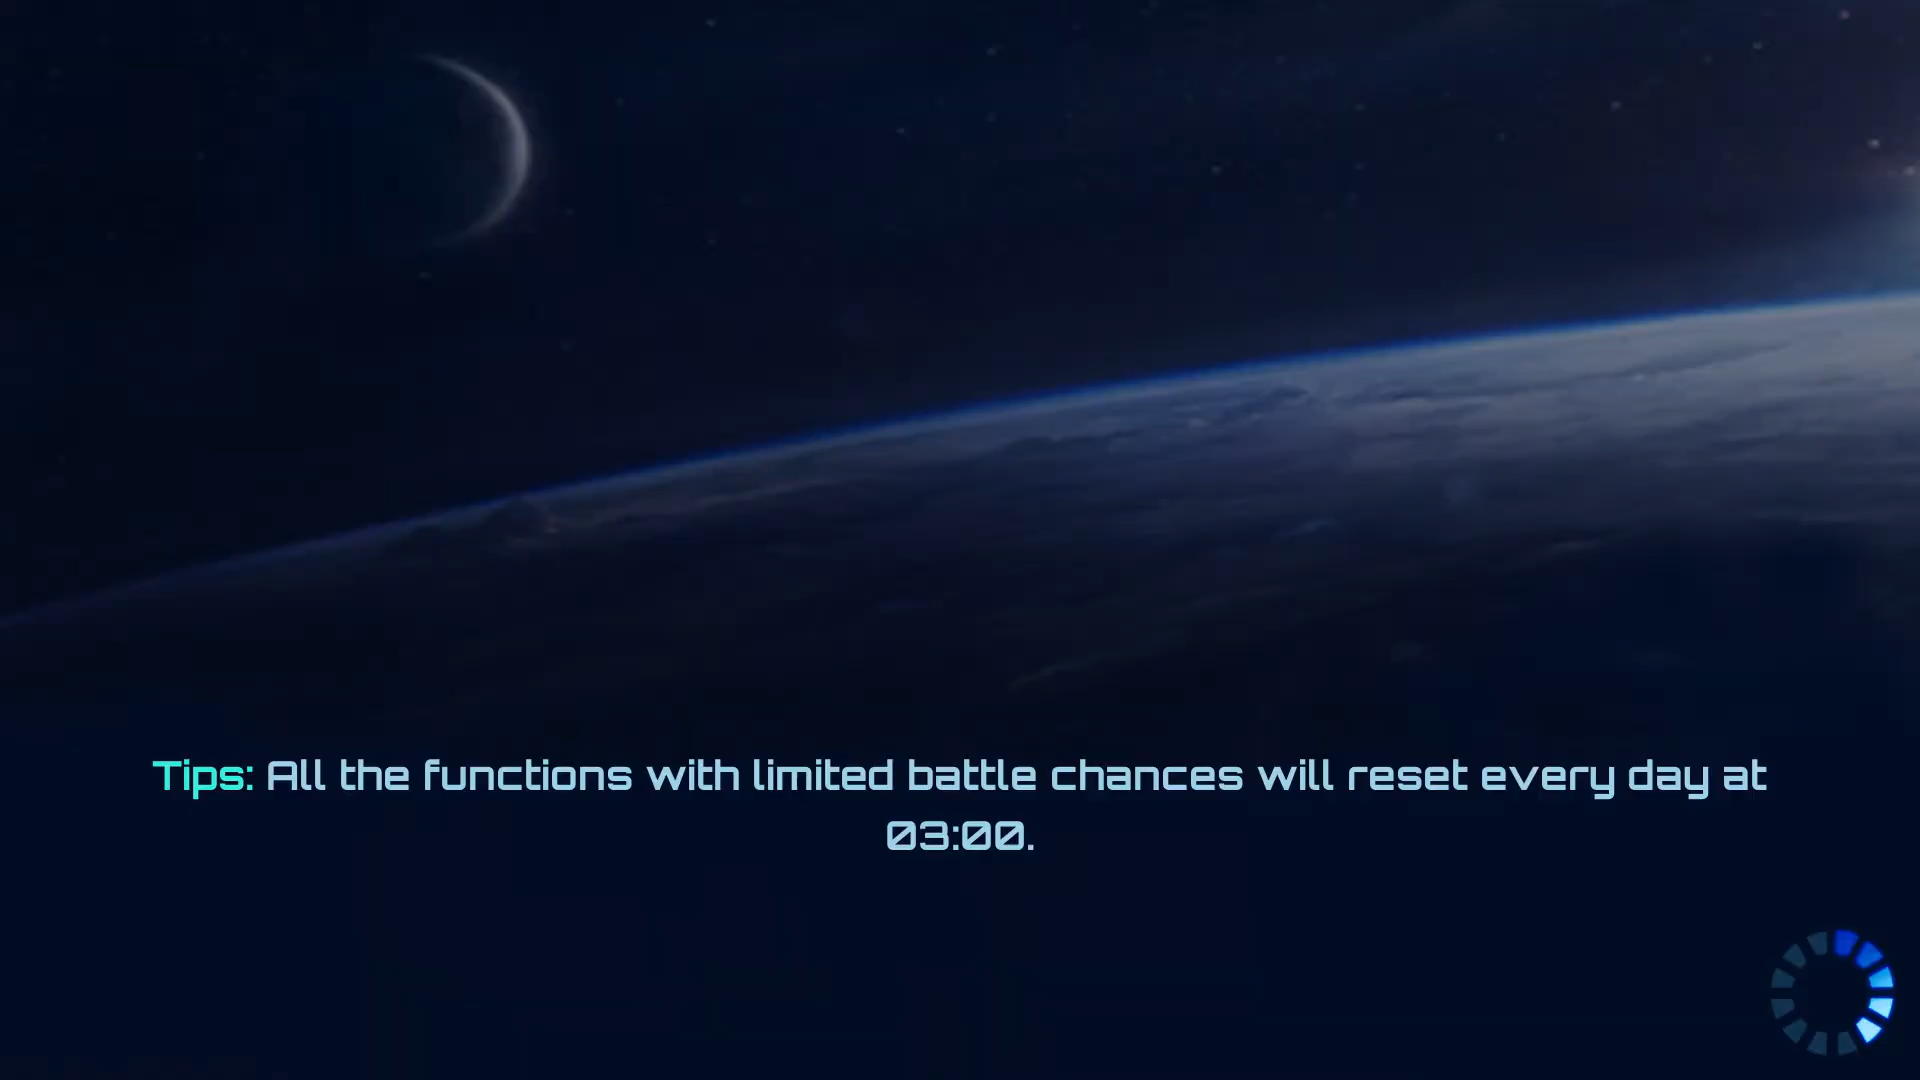 Tips: All the functions with limited battle chances will reset every day at
03:00.